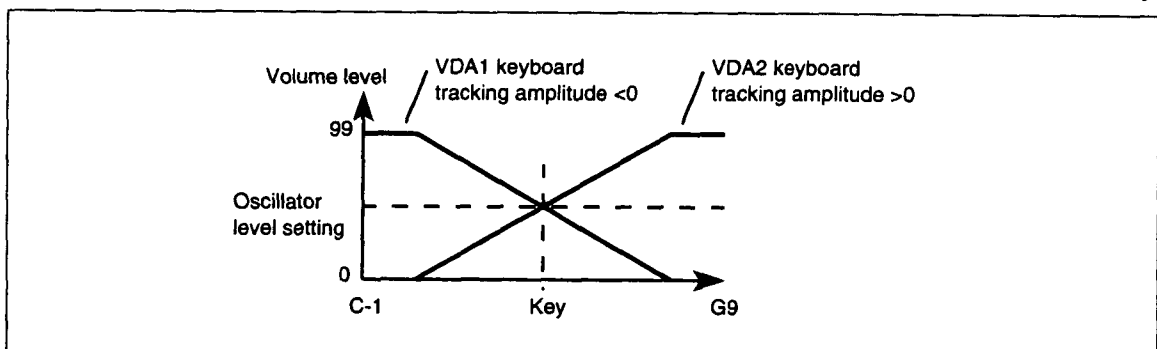 Volume level
VDA1 keyboard
tracking amplitude <0
VDA2 keyboard
tracking amplitude >0
99
Oscillator
level setting
0
C-1
Key
G9